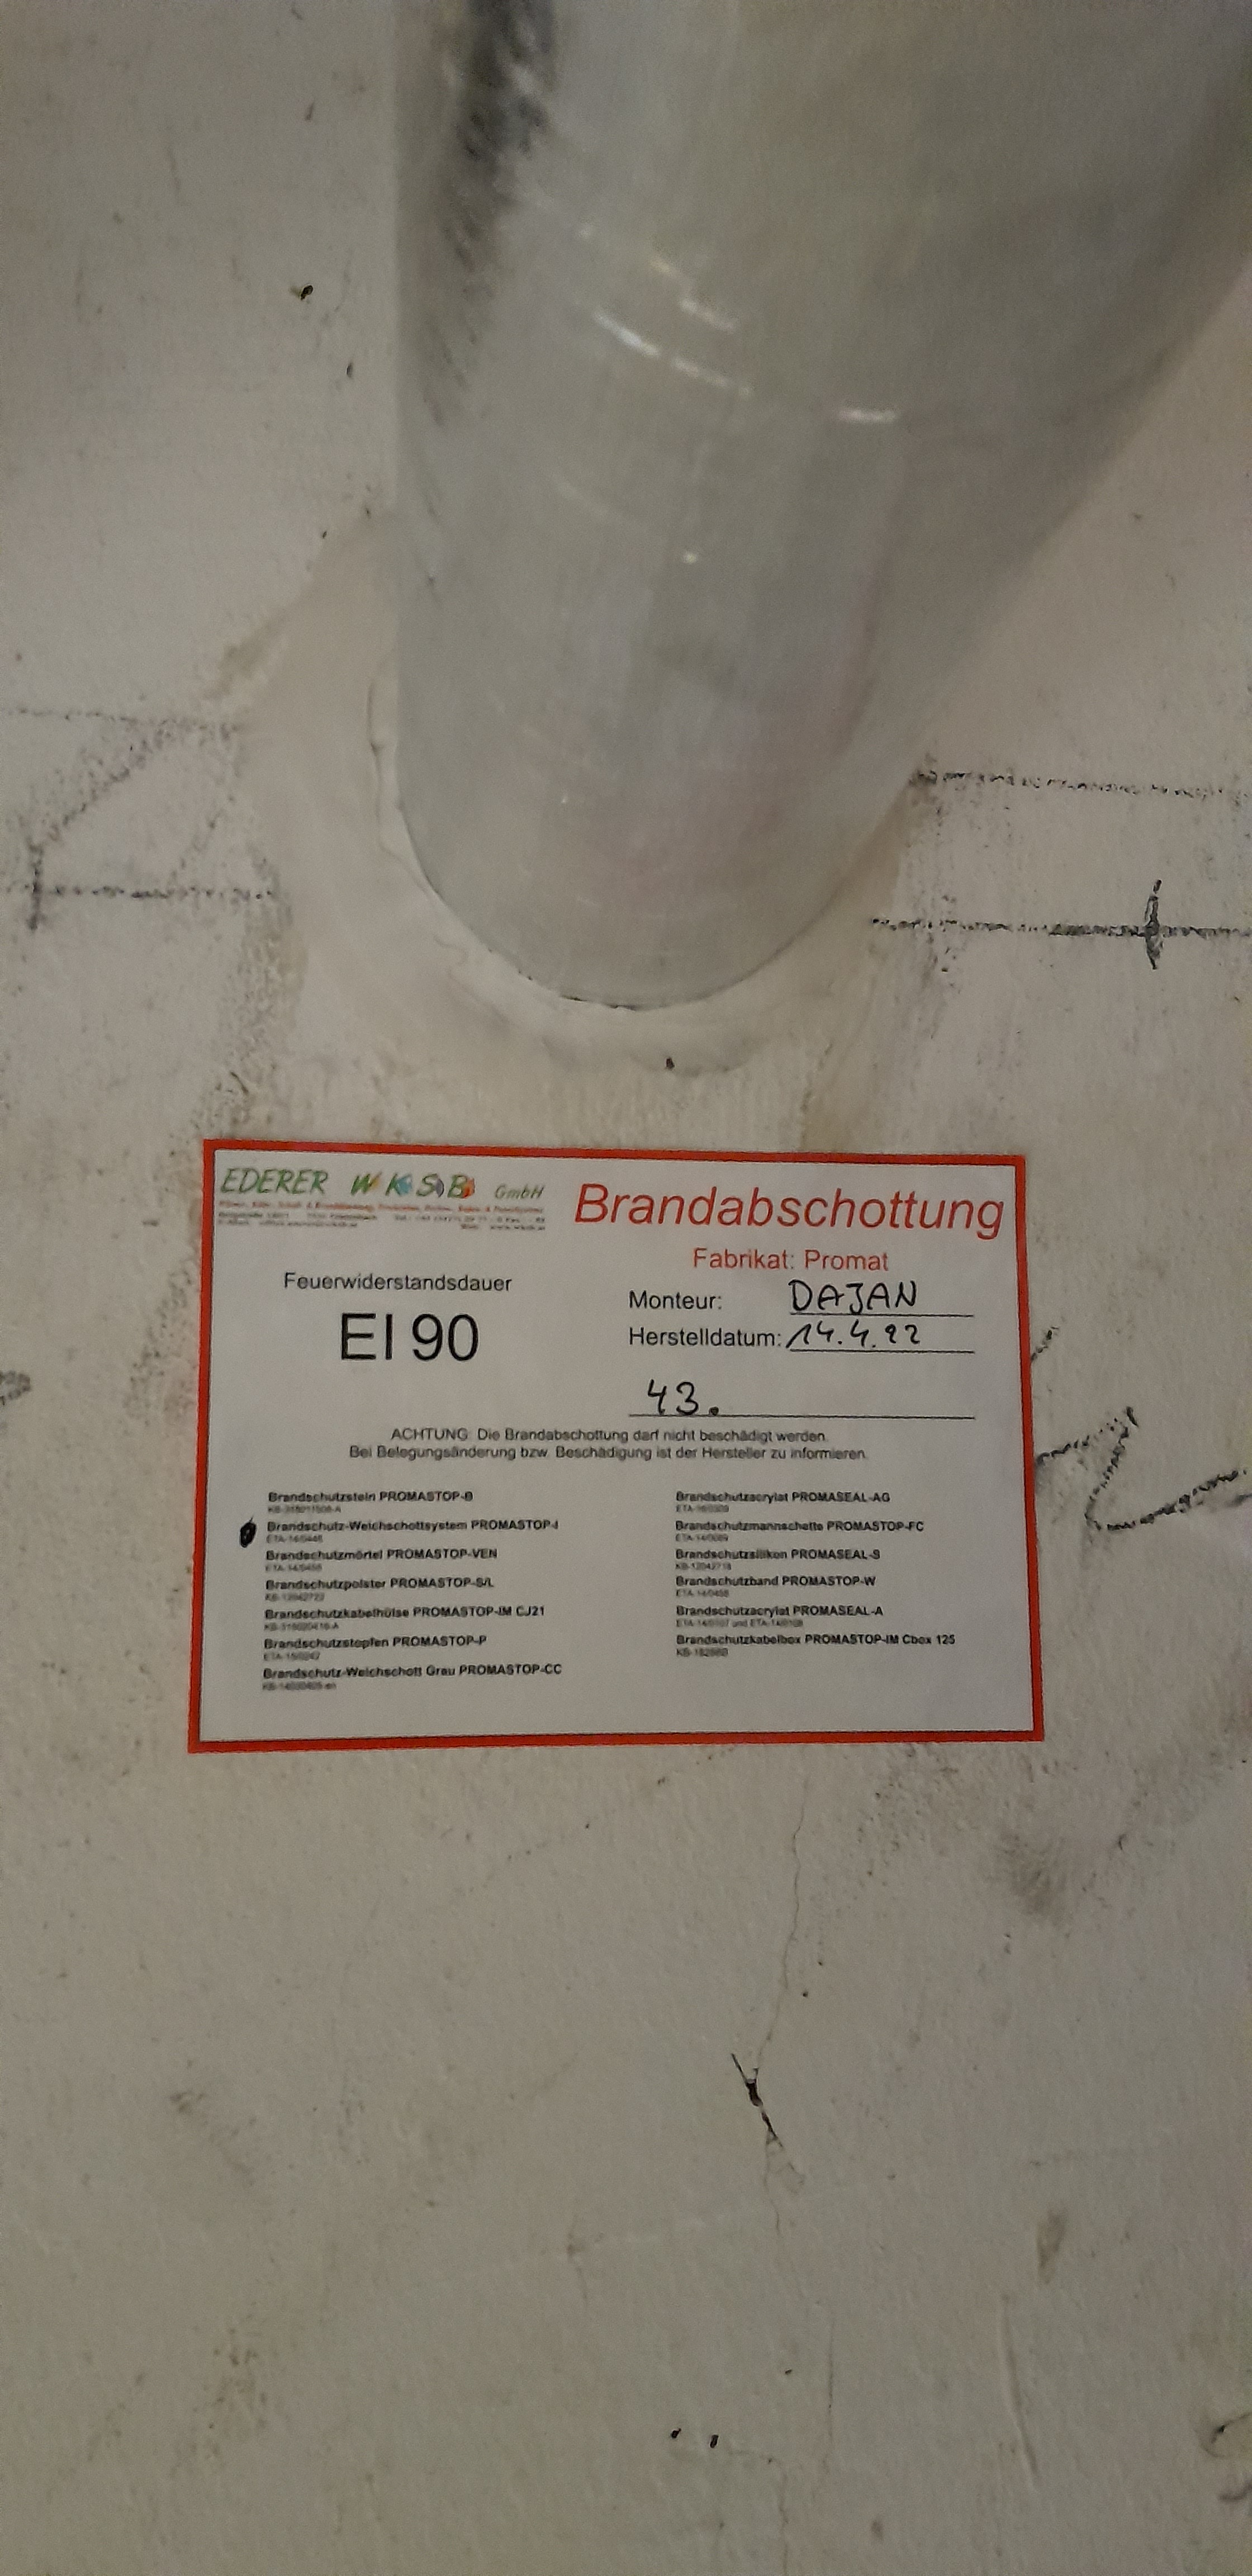 EDERER WKSB GmbH
Brandabschottung
Fabrikat: Promat
Feuerwiderstandsdauer
EI 90
Monteur: DAJAN
Herstelldatum: 14.4.22
43.
ACHTUNG: Die Brandabschottung darf nicht beschädigt werden.
Bei Belegungsänderung bzw. Beschädigung ist der Hersteller zu informieren.
Brandschutzstein PROMASTOP-B
Brandschutz-Weichschottsystem PROMASTOP-I
Brandschutzmörtel PROMASTOP-VEN
Brandschutzpolster PROMASTOP-S/L
Brandschutzkabelhülse PROMASTOP-IM CJ21
Brandschutzstopfen PROMASTOP-P
Brandschutz-Weichschott Grau PROMASTOP-CC
Brandschutzacrylat PROMASEAL-AG
Brandschutzmannschette PROMASTOP-FC
Brandschutzsilikon PROMASEAL-S
Brandschutzband PROMASTOP-W
Brandschutzacrylat PROMASEAL-A
Brandschutzkabelbox PROMASTOP-IM Cbox 125